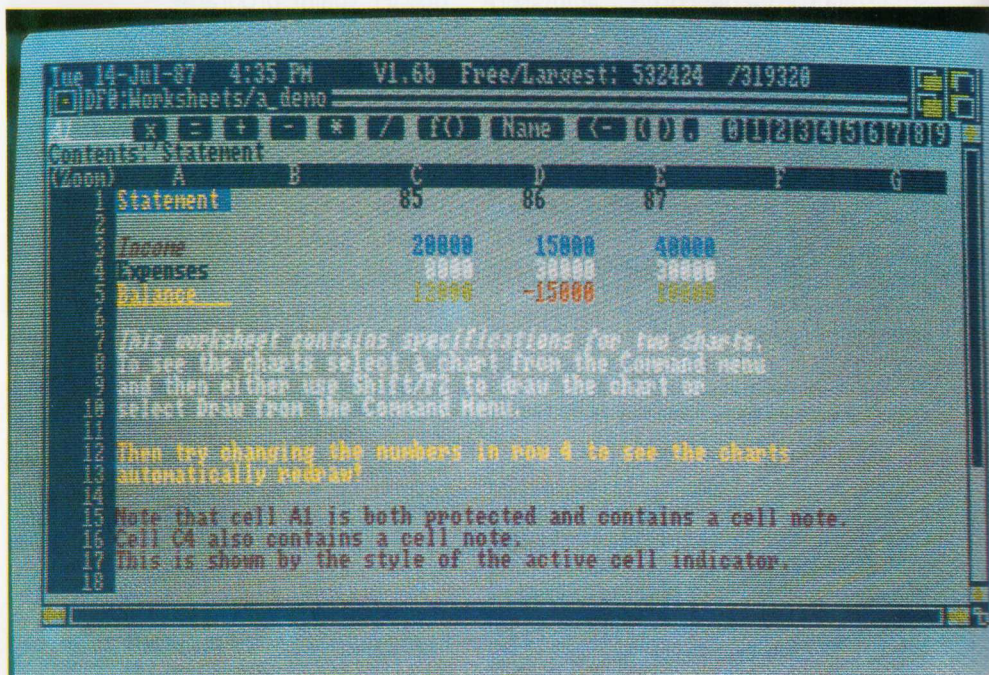 Tue 14-Jul-87 4:35 PM V1.6b Free/Largest: 532424 /319320
DF0:Worksheets/a_demo
A1 x = + - * / f() Name <- ( ) , 0 1 2 3 4 5 6 7 8 9
Contents:"Statement
(Zoom) A B C D E F G
1 Statement 85 86 87
2
3 Income 20000 15000 40000
4 Expenses 8000 30000 30000
5 Balance 12000 -15000 10000
6
7 This worksheet contains specifications for two charts.
8 To see the charts select a chart from the Command menu
9 and then either use Shift/F2 to draw the chart or
10 select Draw from the Command Menu.
11
12 Then try changing the numbers in row 4 to see the charts
13 automatically redraw!
14
15 Note that cell A1 is both protected and contains a cell note.
16 Cell C4 also contains a cell note.
17 This is shown by the style of the active cell indicator.
18